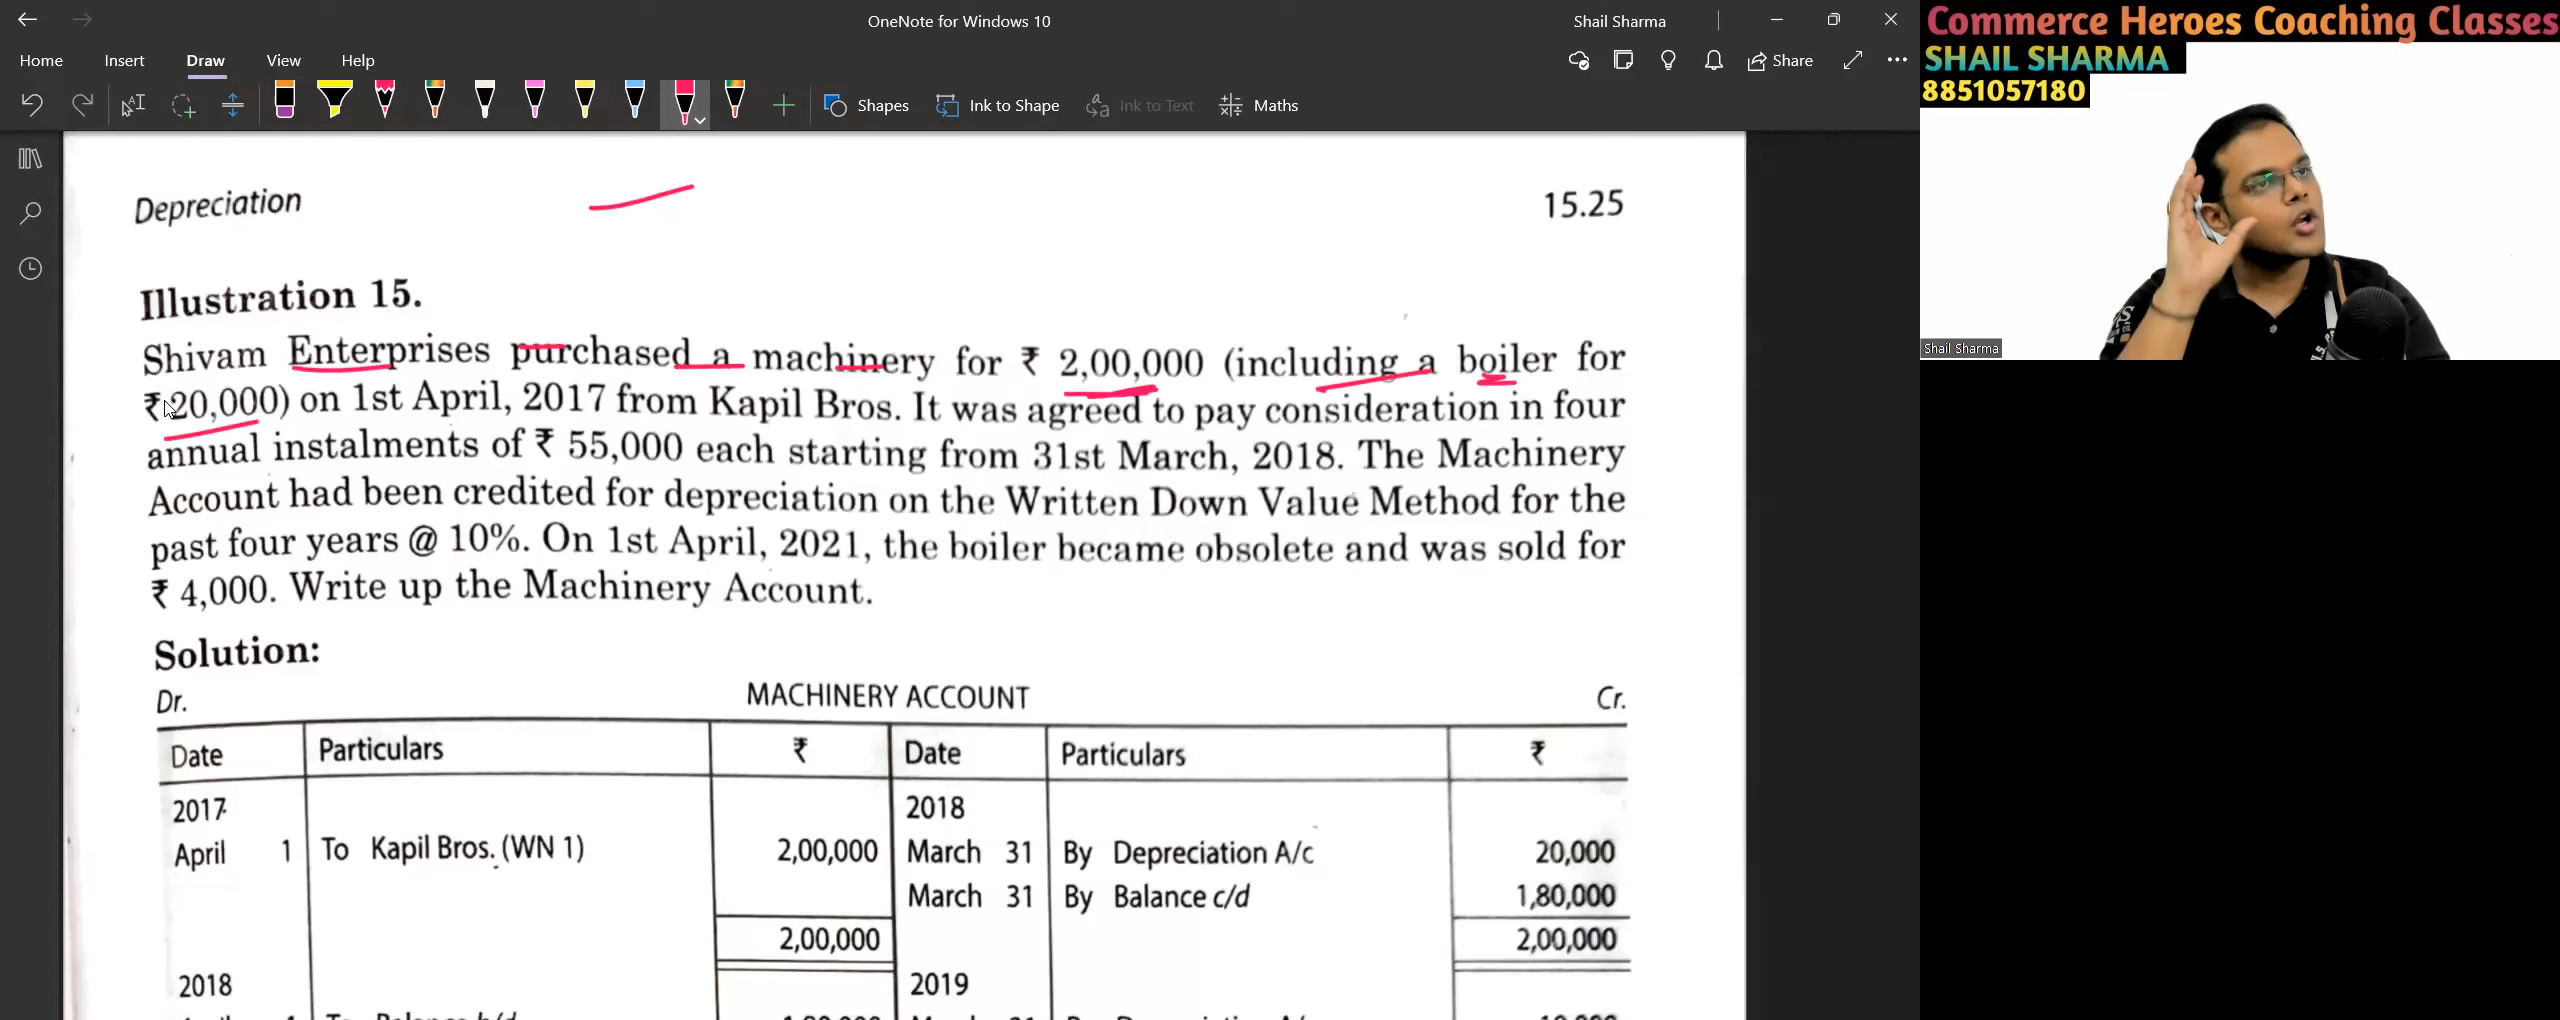 OneNote for Windows 10
Shail Sharma
Home Insert Draw View Help
Share
Shapes Ink to Shape Ink to Text Maths
Commerce Heroes Coaching Classes
SHAIL SHARMA
8851057180
Shail Sharma
Depreciation 15.25
Illustration 15.
Shivam Enterprises purchased a machinery for ₹ 2,00,000 (including a boiler for
₹ 20,000) on 1st April, 2017 from Kapil Bros. It was agreed to pay consideration in four
annual instalments of ₹ 55,000 each starting from 31st March, 2018. The Machinery
Account had been credited for depreciation on the Written Down Value Method for the
past four years @ 10%. On 1st April, 2021, the boiler became obsolete and was sold for
₹ 4,000. Write up the Machinery Account.
Solution:
Dr. MACHINERY ACCOUNT Cr.
Date Particulars ₹ Date Particulars ₹
2017 2018
April 1 To Kapil Bros. (WN 1) 2,00,000 March 31 By Depreciation A/c 20,000
March 31 By Balance c/d 1,80,000
2,00,000 2,00,000
2018 2019